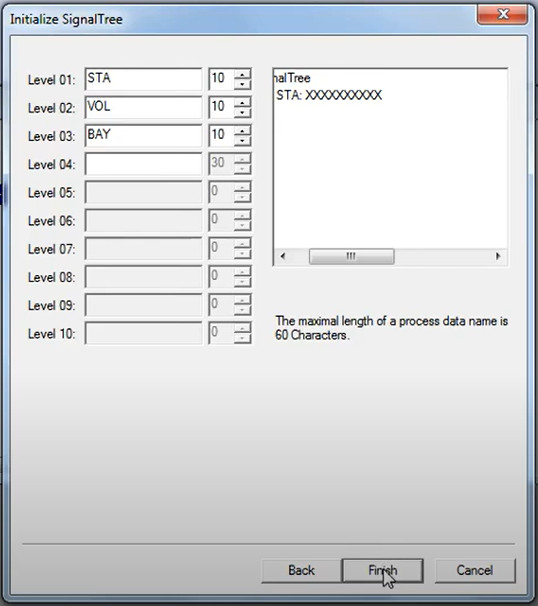 Initialize SignalTree
Level 01: STA 10
Level 02: VOL 10
Level 03: BAY 10
Level 04: 30
Level 05: 0
Level 06: 0
Level 07: 0
Level 08: 0
Level 09: 0
Level 10: 0
nalTree
STA: XXXXXXXXXX
The maximal length of a process data name is
60 Characters.
Back Finish Cancel